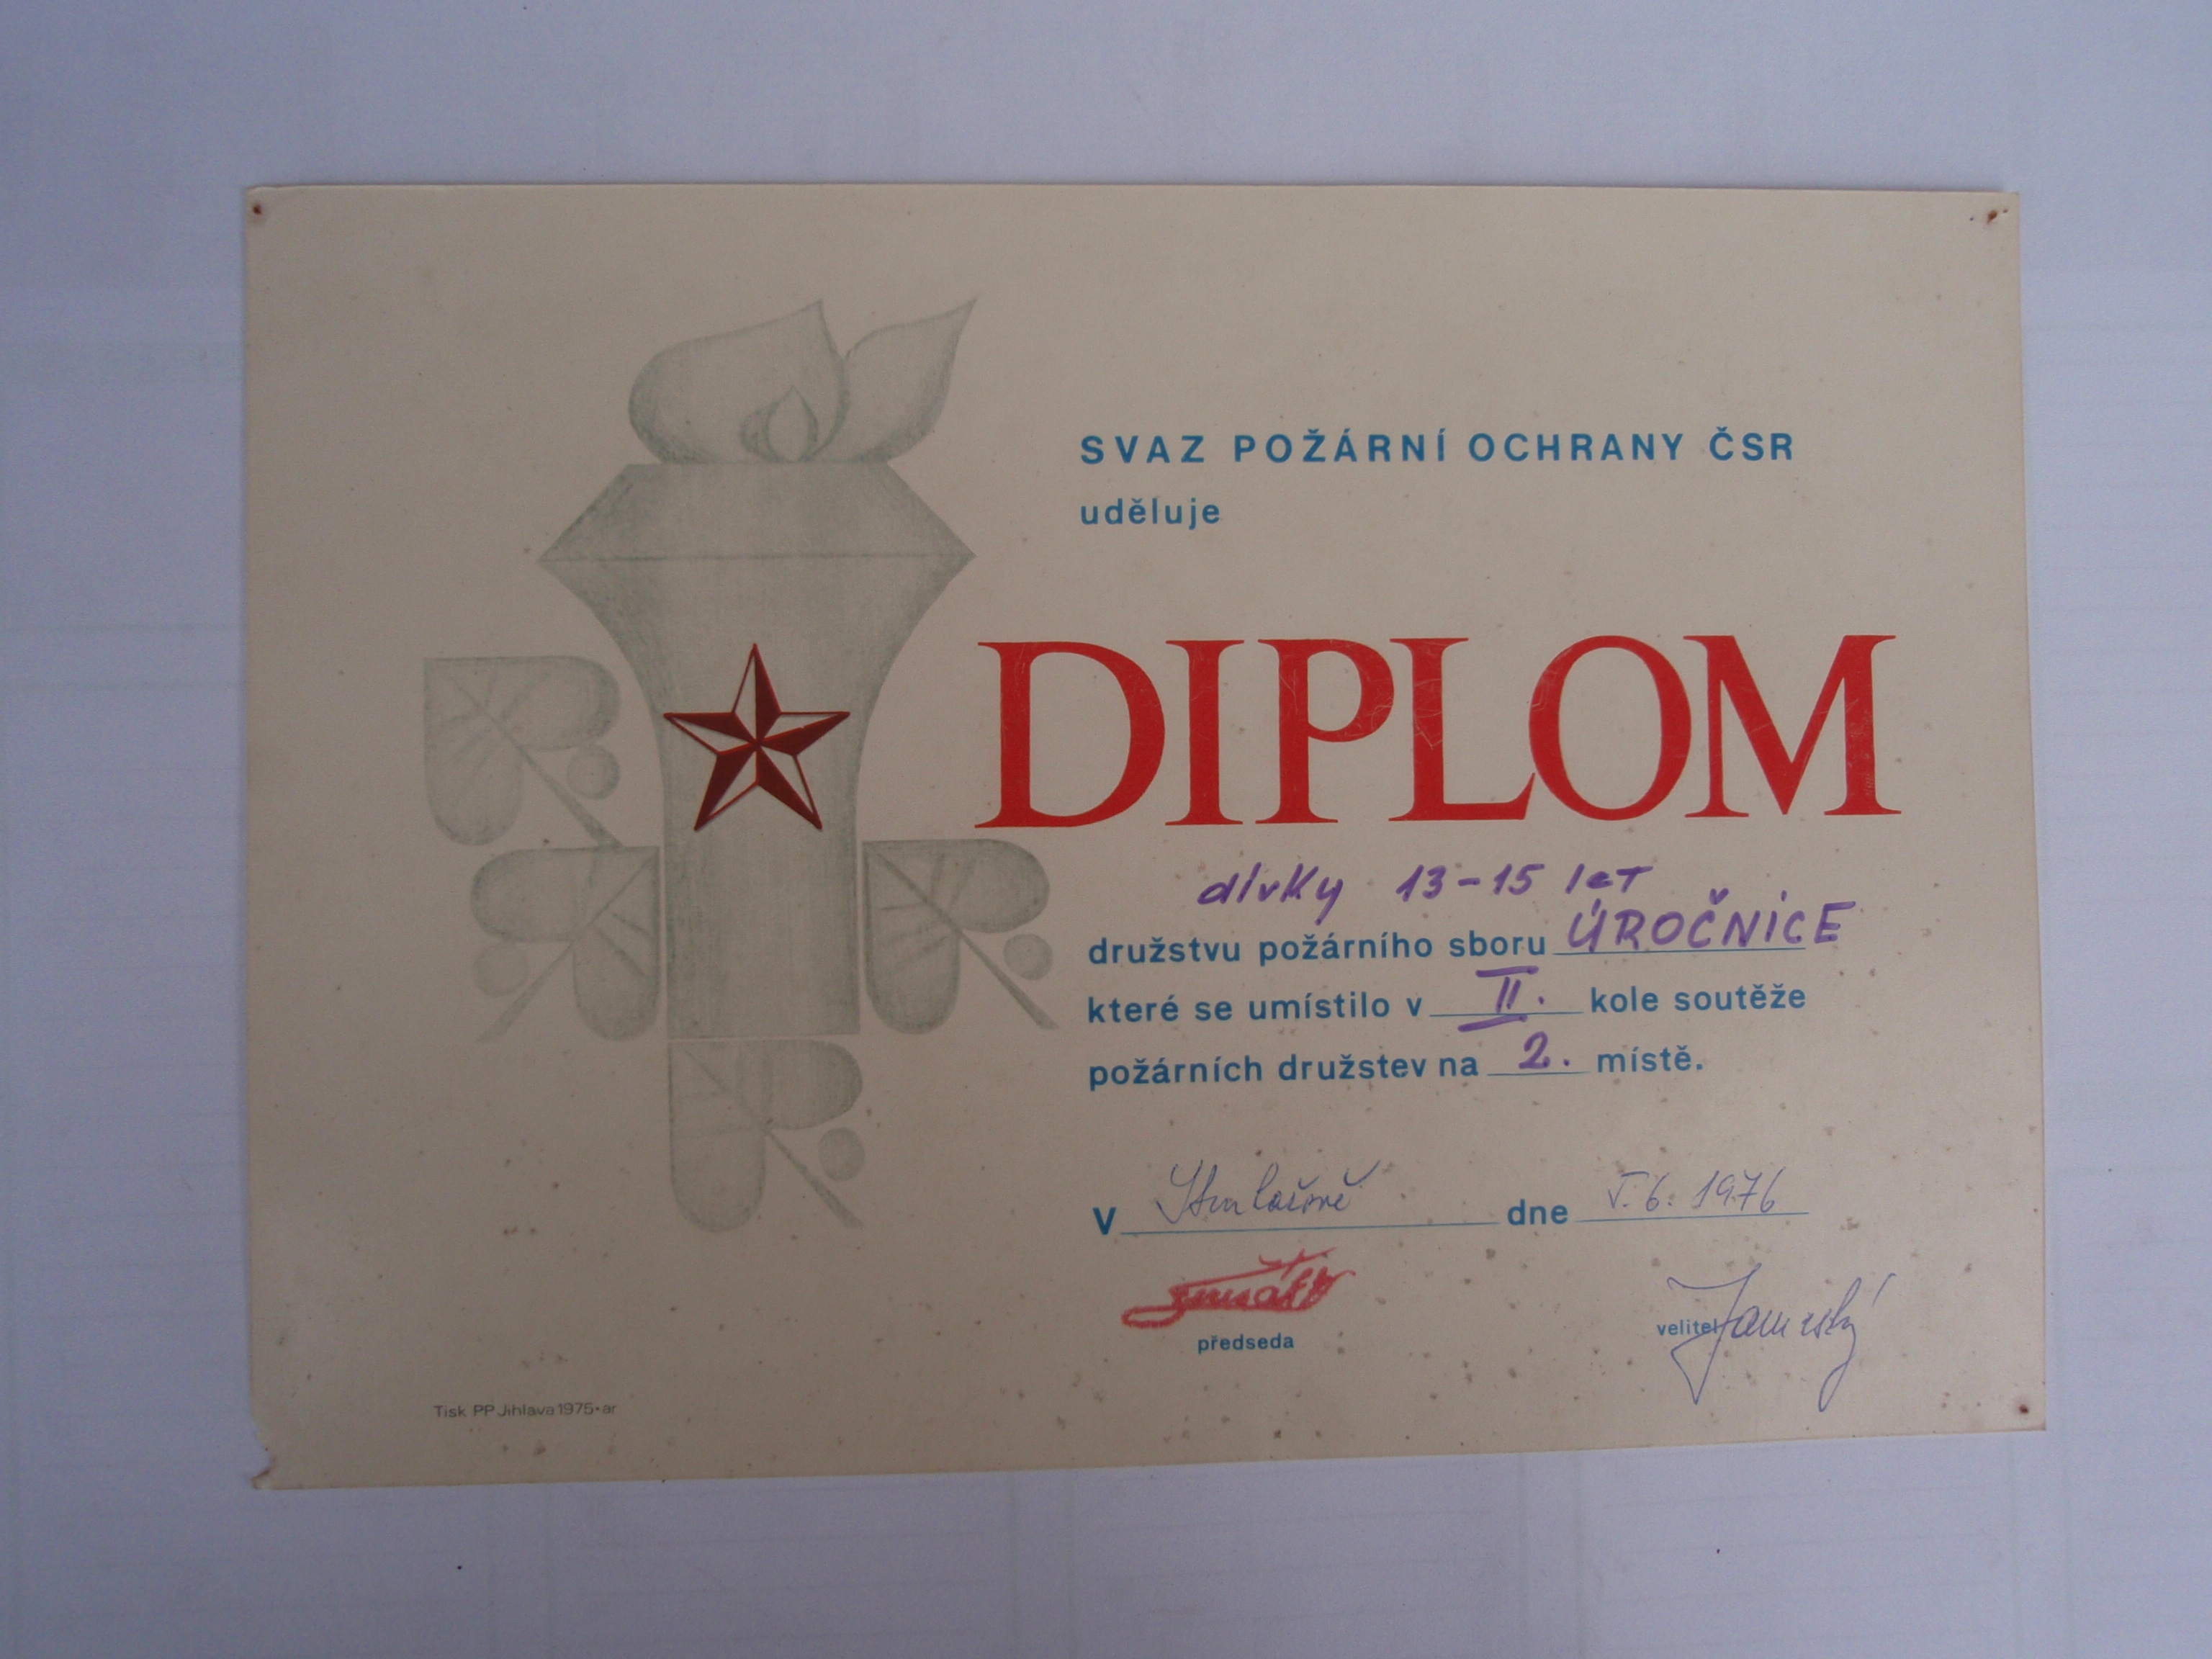 SVAZ POŽÁRNÍ OCHRANY ČSR
uděluje
DIPLOM
dívky 13-15 let
družstvu požárního sboru ÚROČNICE
které se umístilo v II. kole soutěže
požárních družstev na 2. místě.
V dne 5.6.1976
předseda
velitel
Tisk PP Jihlava 1975·ar